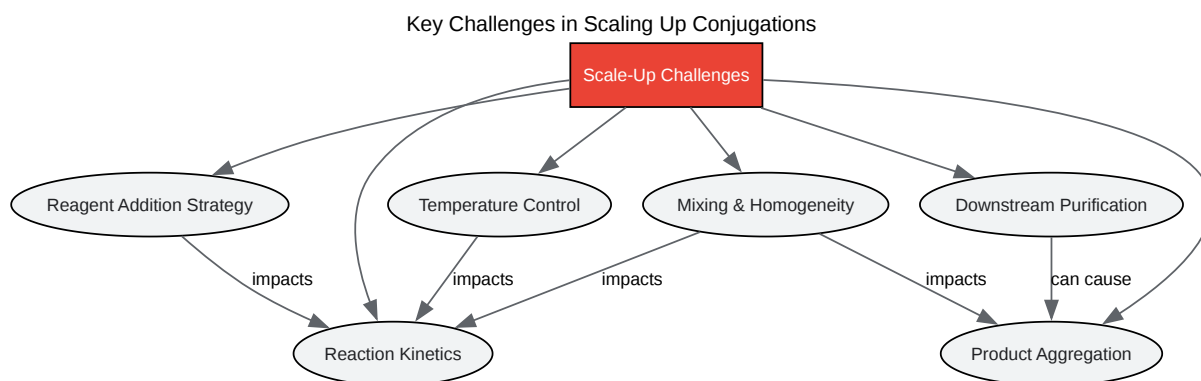 Key Challenges in Scaling Up Conjugations
Scale-Up Challenges
Reagent Addition Strategy
Temperature Control
Mixing & Homogeneity
Downstream Purification
impacts
impacts
impacts
impacts
can cause
Reaction Kinetics
Product Aggregation